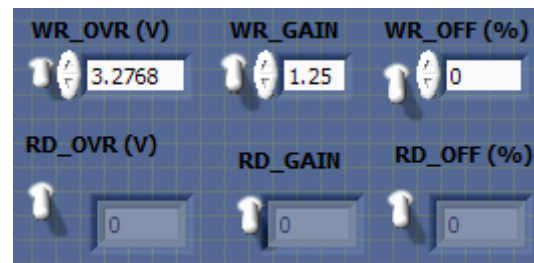 WR_OVR (V) WR_GAIN WR_OFF (%)
3.2768 1.25 0
RD_OVR (V) RD_GAIN RD_OFF (%)
0 0 0